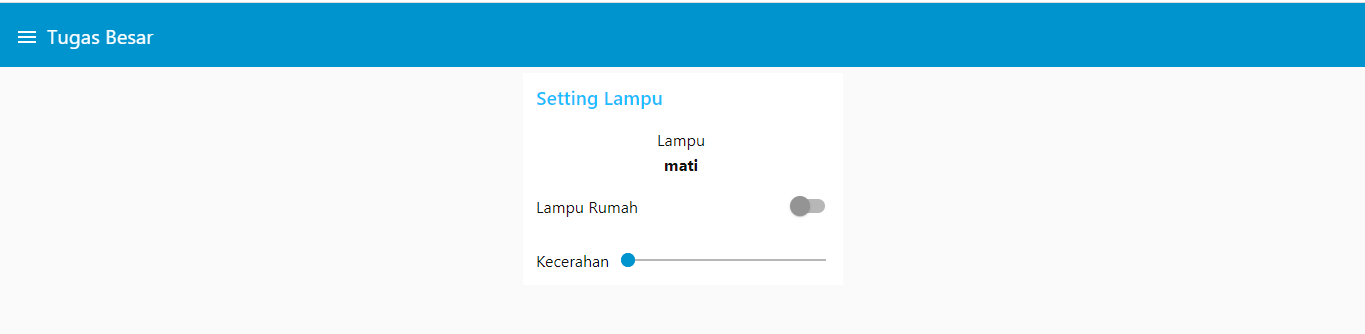 Tugas Besar
Setting Lampu
Lampu
mati
Lampu Rumah
Kecerahan